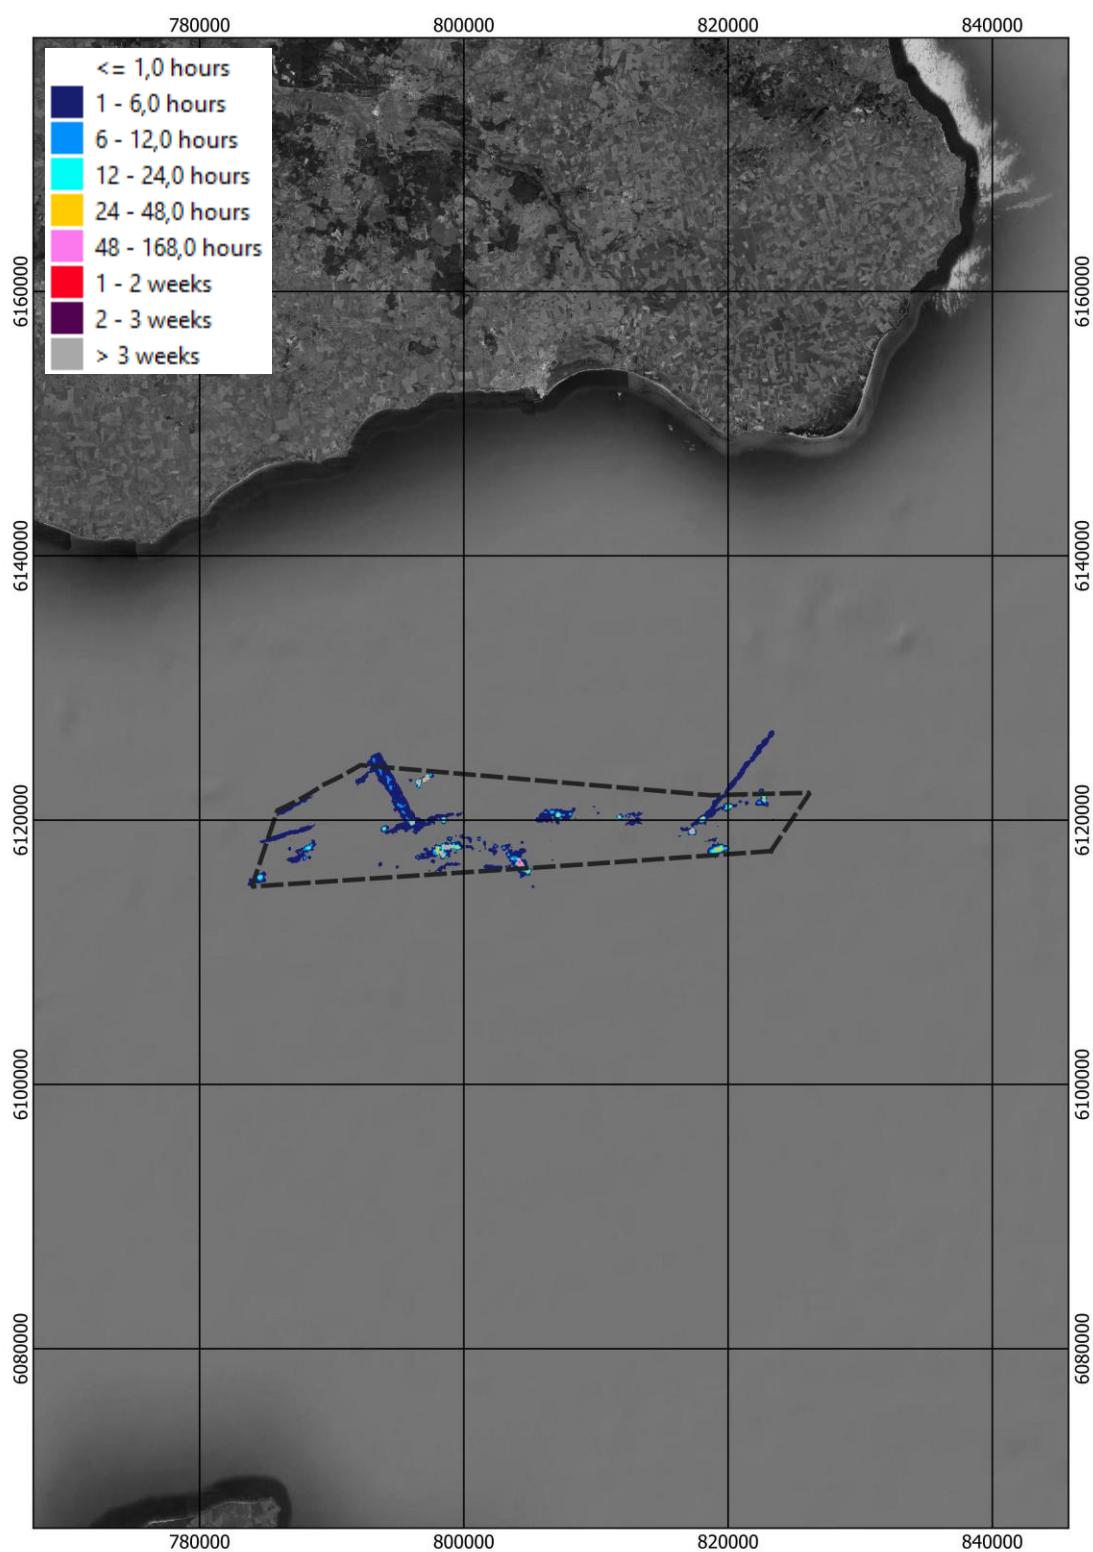 780000 800000 820000 840000
<= 1,0 hours
1 - 6,0 hours
6 - 12,0 hours
12 - 24,0 hours
24 - 48,0 hours
48 - 168,0 hours
1 - 2 weeks
2 - 3 weeks
> 3 weeks
6160000 6160000
6140000 6140000
6120000 6120000
6100000 6100000
6080000 6080000
780000 800000 820000 840000